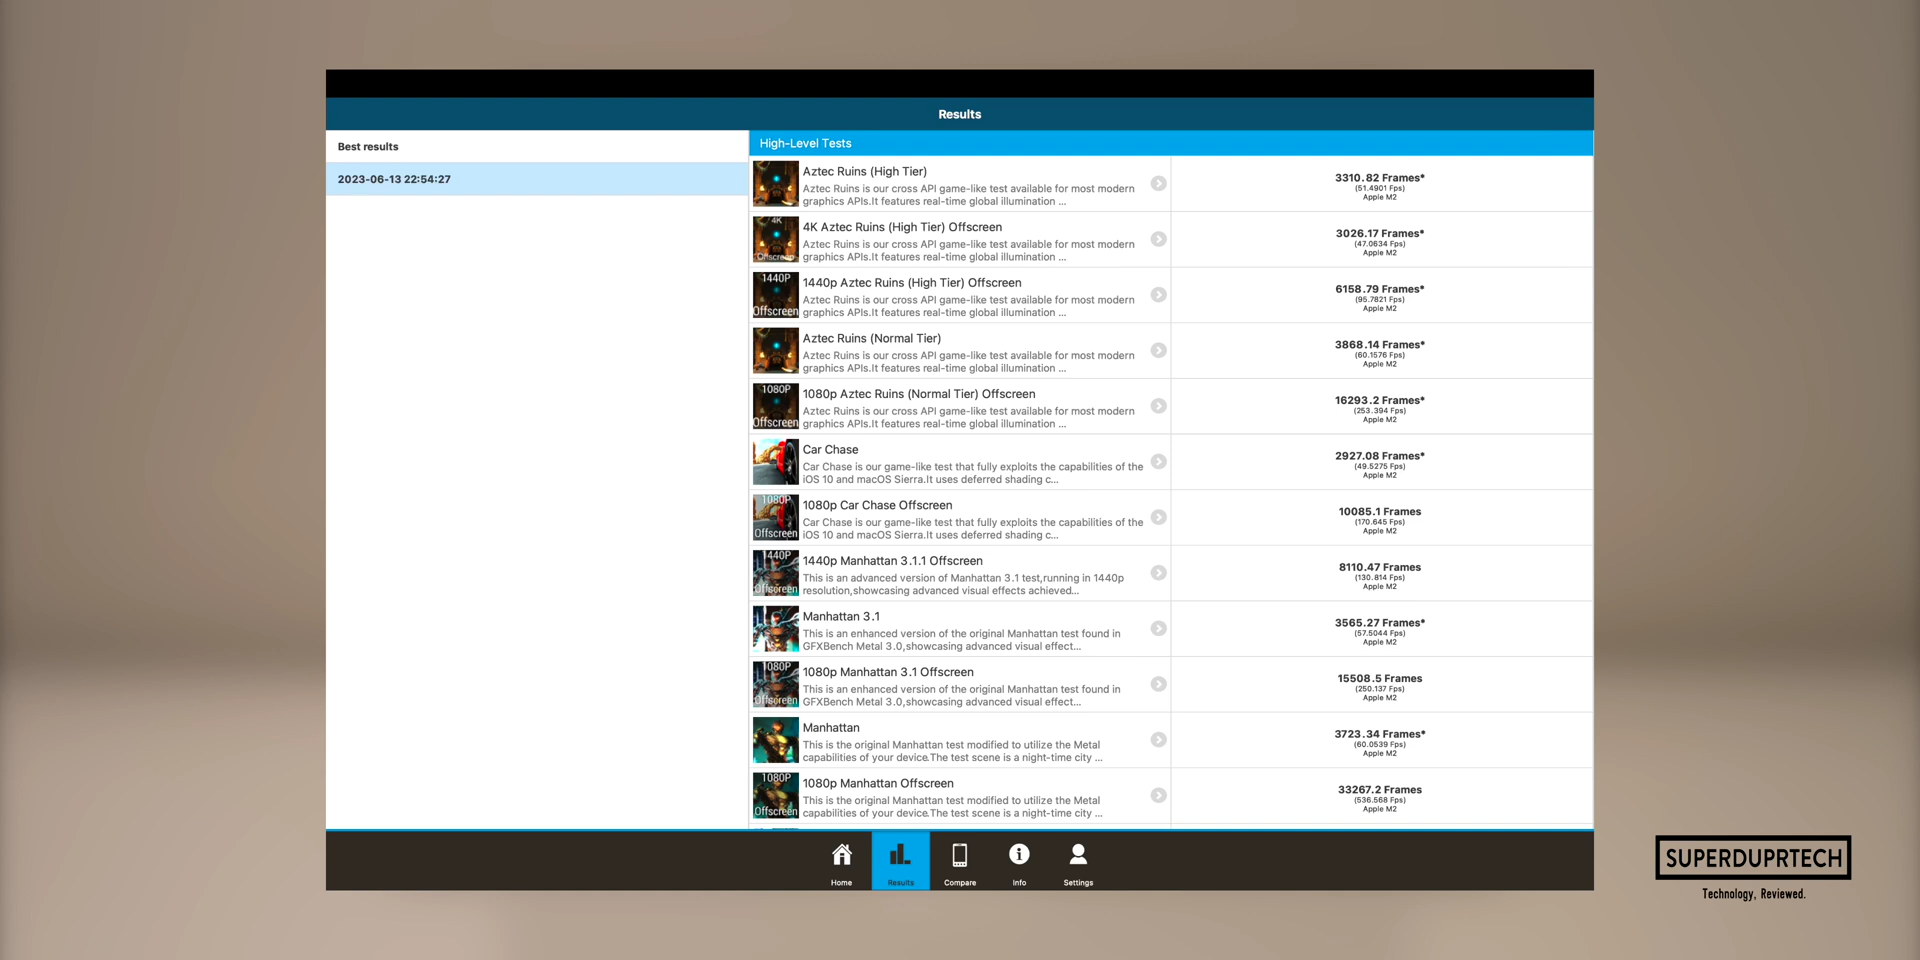 Results
Best results
2023-06-13 22:54:27
High-Level Tests
Aztec Ruins (High Tier)
Aztec Ruins is our cross API game-like test available for most modern
graphics APIs.It features real-time global illumination ...
3310.82 Frames*
(51.4901 Fps)
Apple M2
4K
Offscreen
4K Aztec Ruins (High Tier) Offscreen
Aztec Ruins is our cross API game-like test available for most modern
graphics APIs.It features real-time global illumination ...
3026.17 Frames*
(47.0634 Fps)
Apple M2
1440P
Offscreen
1440p Aztec Ruins (High Tier) Offscreen
Aztec Ruins is our cross API game-like test available for most modern
graphics APIs.It features real-time global illumination ...
6158.79 Frames*
(95.7821 Fps)
Apple M2
Aztec Ruins (Normal Tier)
Aztec Ruins is our cross API game-like test available for most modern
graphics APIs.It features real-time global illumination ...
3868.14 Frames*
(60.1576 Fps)
Apple M2
1080P
Offscreen
1080p Aztec Ruins (Normal Tier) Offscreen
Aztec Ruins is our cross API game-like test available for most modern
graphics APIs.It features real-time global illumination ...
16293.2 Frames*
(253.394 Fps)
Apple M2
Car Chase
Car Chase is our game-like test that fully exploits the capabilities of the
iOS 10 and macOS Sierra.It uses deferred shading c...
2927.08 Frames*
(49.5275 Fps)
Apple M2
1080P
Offscreen
1080p Car Chase Offscreen
Car Chase is our game-like test that fully exploits the capabilities of the
iOS 10 and macOS Sierra.It uses deferred shading c...
10085.1 Frames
(170.645 Fps)
Apple M2
1440P
Offscreen
1440p Manhattan 3.1.1 Offscreen
This is an advanced version of Manhattan 3.1 test,running in 1440p
resolution,showcasing advanced visual effects achieved...
8110.47 Frames
(130.814 Fps)
Apple M2
Manhattan 3.1
This is an enhanced version of the original Manhattan test found in
GFXBench Metal 3.0,showcasing advanced visual effect...
3565.27 Frames*
(57.5044 Fps)
Apple M2
1080P
Offscreen
1080p Manhattan 3.1 Offscreen
This is an enhanced version of the original Manhattan test found in
GFXBench Metal 3.0,showcasing advanced visual effect...
15508.5 Frames
(250.137 Fps)
Apple M2
Manhattan
This is the original Manhattan test modified to utilize the Metal
capabilities of your device.The test scene is a night-time city ...
3723.34 Frames*
(60.0539 Fps)
Apple M2
1080P
Offscreen
1080p Manhattan Offscreen
This is the original Manhattan test modified to utilize the Metal
capabilities of your device.The test scene is a night-time city ...
33267.2 Frames
(536.568 Fps)
Apple M2
Home
Results
Compare
Info
Settings
SUPERDUPRTECH
Technology, Reviewed.